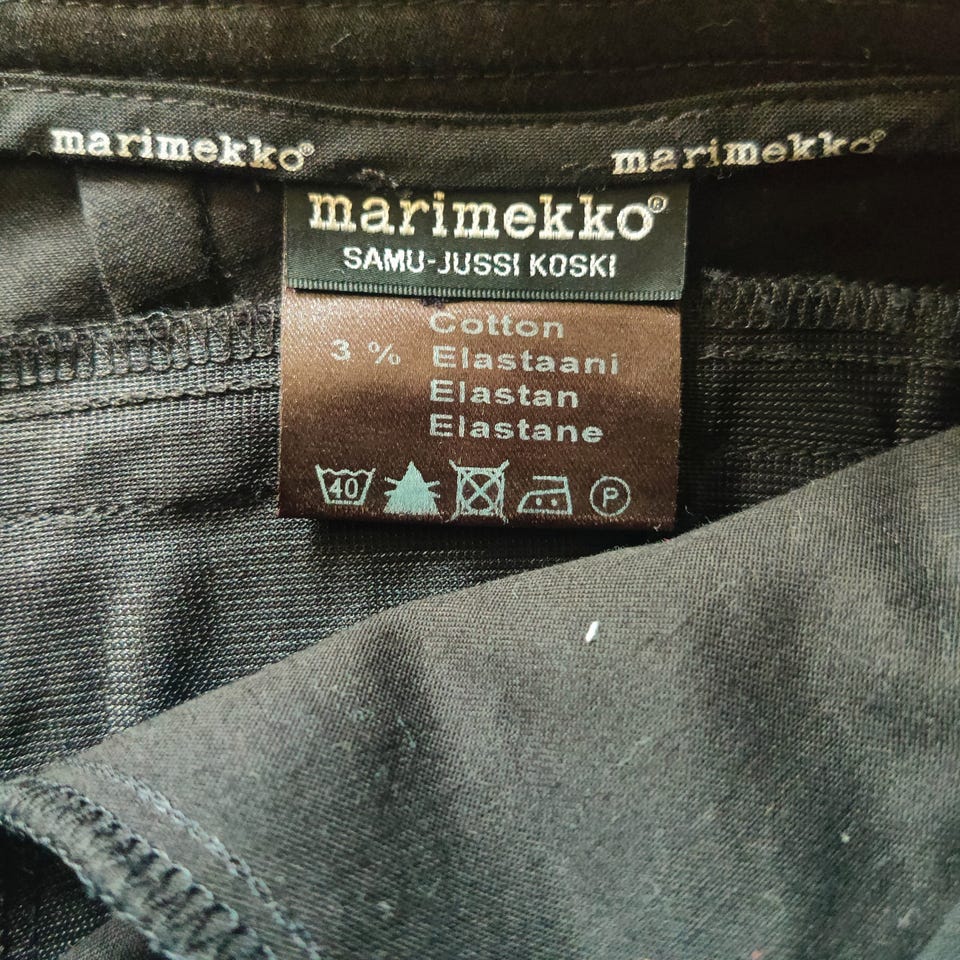 marimekko®
marimekko®
marimekko®
SAMU-JUSSI KOSKI
Cotton
3 % Elastaani
Elastan
Elastane
40 P